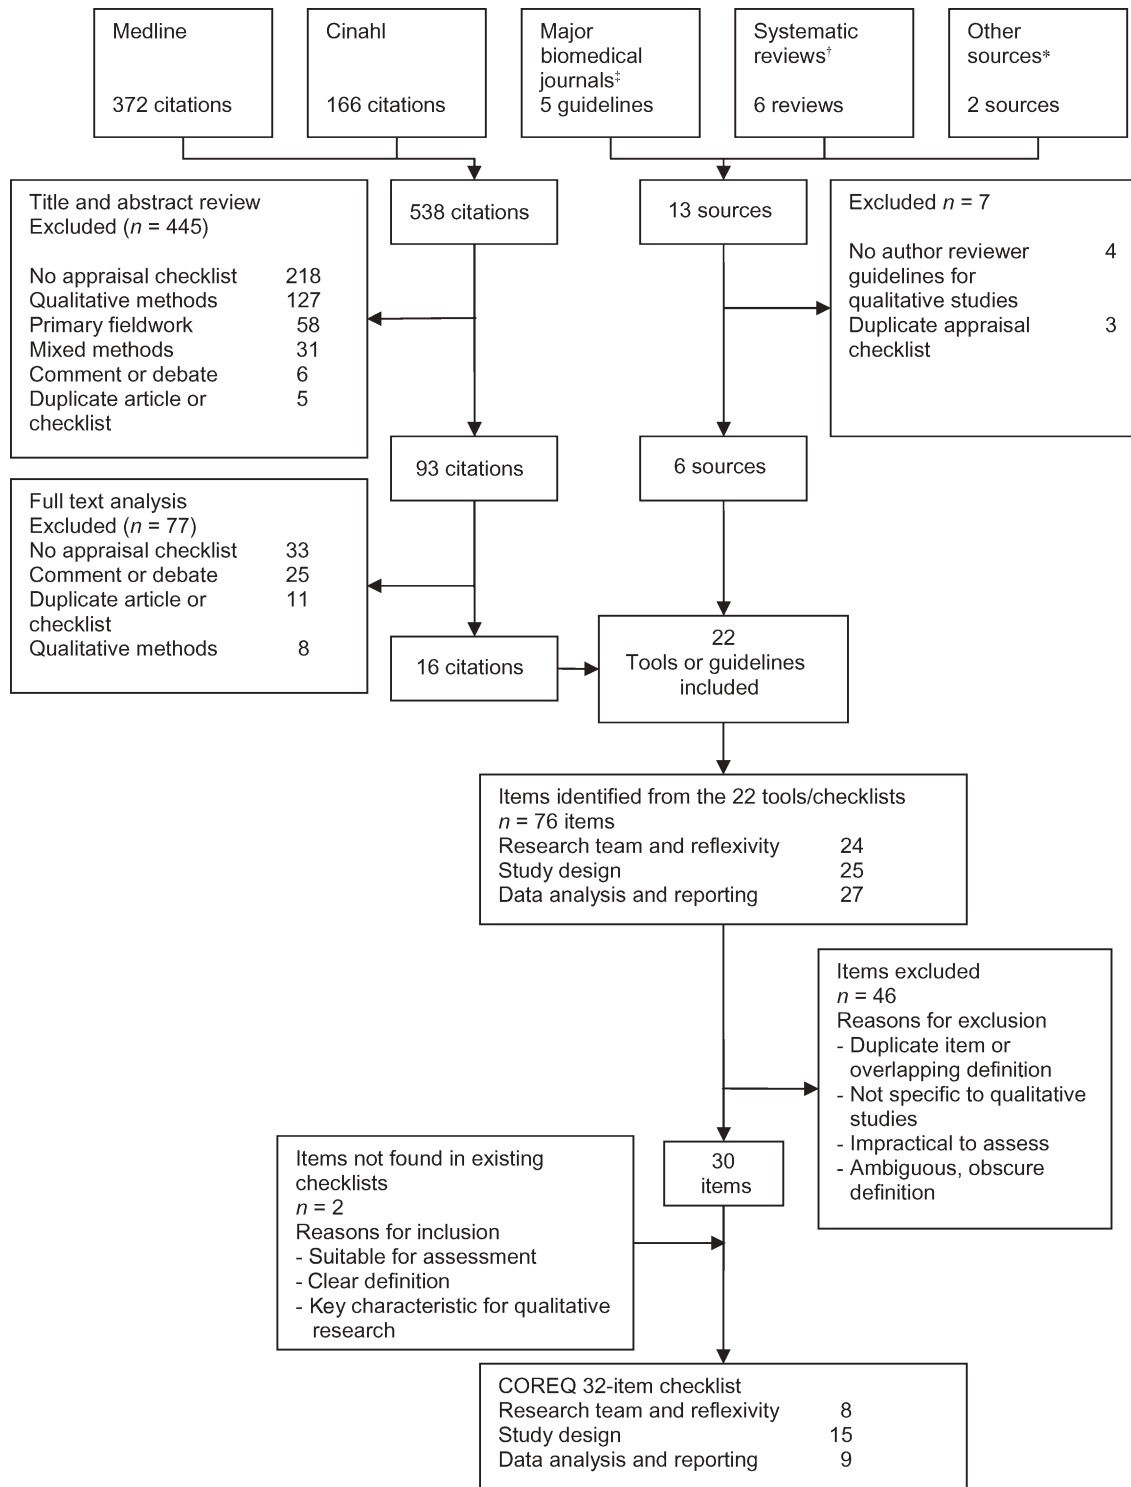 Medline
372 citations
Cinahl
166 citations
Major
biomedical
journals‡
5 guidelines
Systematic
reviews†
6 reviews
Other
sources*
2 sources
Title and abstract review
Excluded (n = 445)
No appraisal checklist 218
Qualitative methods 127
Primary fieldwork 58
Mixed methods 31
Comment or debate 6
Duplicate article or 5
checklist
538 citations
13 sources
Excluded n = 7
No author reviewer 4
guidelines for
qualitative studies
Duplicate appraisal 3
checklist
93 citations
6 sources
Full text analysis
Excluded (n = 77)
No appraisal checklist 33
Comment or debate 25
Duplicate article or 11
checklist
Qualitative methods 8
16 citations
22
Tools or guidelines
included
Items identified from the 22 tools/checklists
n = 76 items
Research team and reflexivity 24
Study design 25
Data analysis and reporting 27
Items excluded
n = 46
Reasons for exclusion
- Duplicate item or
overlapping definition
- Not specific to qualitative
studies
- Impractical to assess
- Ambiguous, obscure
definition
30
items
Items not found in existing
checklists
n = 2
Reasons for inclusion
- Suitable for assessment
- Clear definition
- Key characteristic for qualitative
research
COREQ 32-item checklist
Research team and reflexivity 8
Study design 15
Data analysis and reporting 9